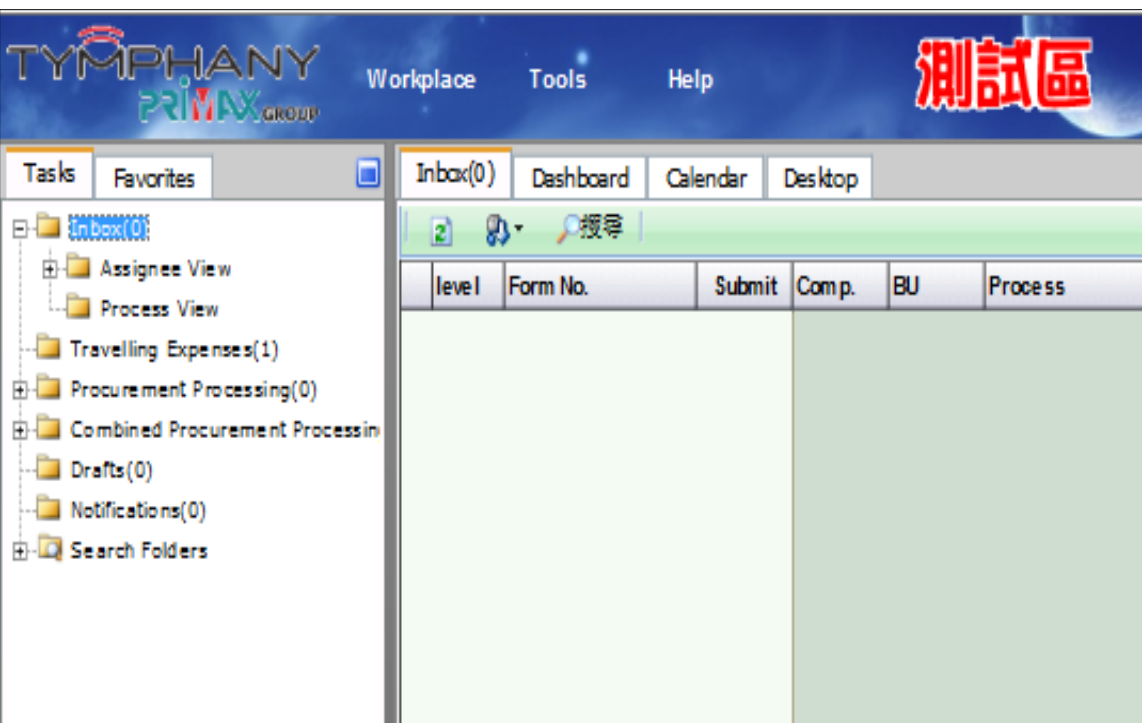 TYMPHANY
PRIMAX GROUP
Workplace Tools Help
測試區
Tasks Favorites
Inbox(0) Dashboard Calendar Desktop
搜尋
Inbox(0)
Assignee View
Process View
Travelling Expenses(1)
Procurement Processing(0)
Combined Procurement Processin
Drafts(0)
Notifications(0)
Search Folders
level Form No. Submit Comp. BU Process